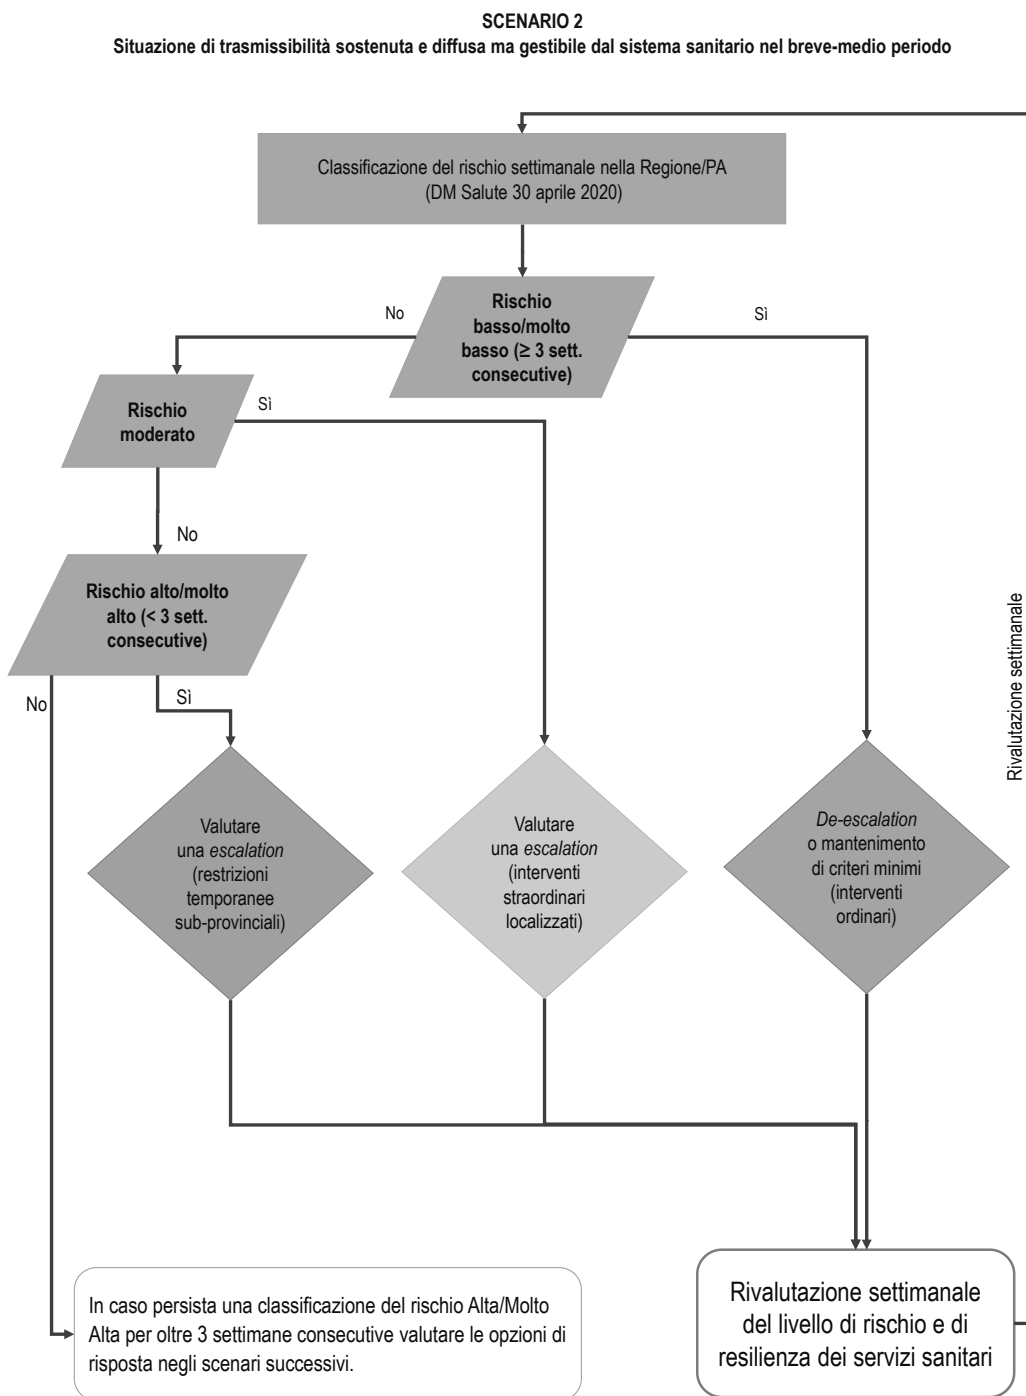 SCENARIO 2
Situazione di trasmissibilità sostenuta e diffusa ma gestibile dal sistema sanitario nel breve-medio periodo
Classificazione del rischio settimanale nella Regione/PA
(DM Salute 30 aprile 2020)
Rischio
basso/molto
basso (≥ 3 sett.
consecutive)
No
Sì
Rischio
moderato
Sì
No
Rischio alto/molto
alto (< 3 sett.
consecutive)
No
Sì
Valutare
una escalation
(restrizioni
temporanee
sub-provinciali)
Valutare
una escalation
(interventi
straordinari
localizzati)
De-escalation
o mantenimento
di criteri minimi
(interventi
ordinari)
Rivalutazione settimanale
In caso persista una classificazione del rischio Alta/Molto
Alta per oltre 3 settimane consecutive valutare le opzioni di
risposta negli scenari successivi.
Rivalutazione settimanale
del livello di rischio e di
resilienza dei servizi sanitari